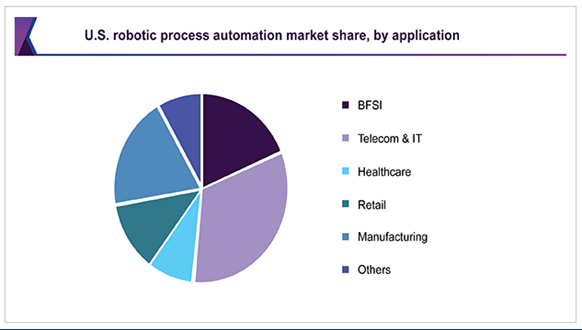 U.S. robotic process automation market share, by application
BFSI
Telecom & IT
Healthcare
Retail
Manufacturing
Others